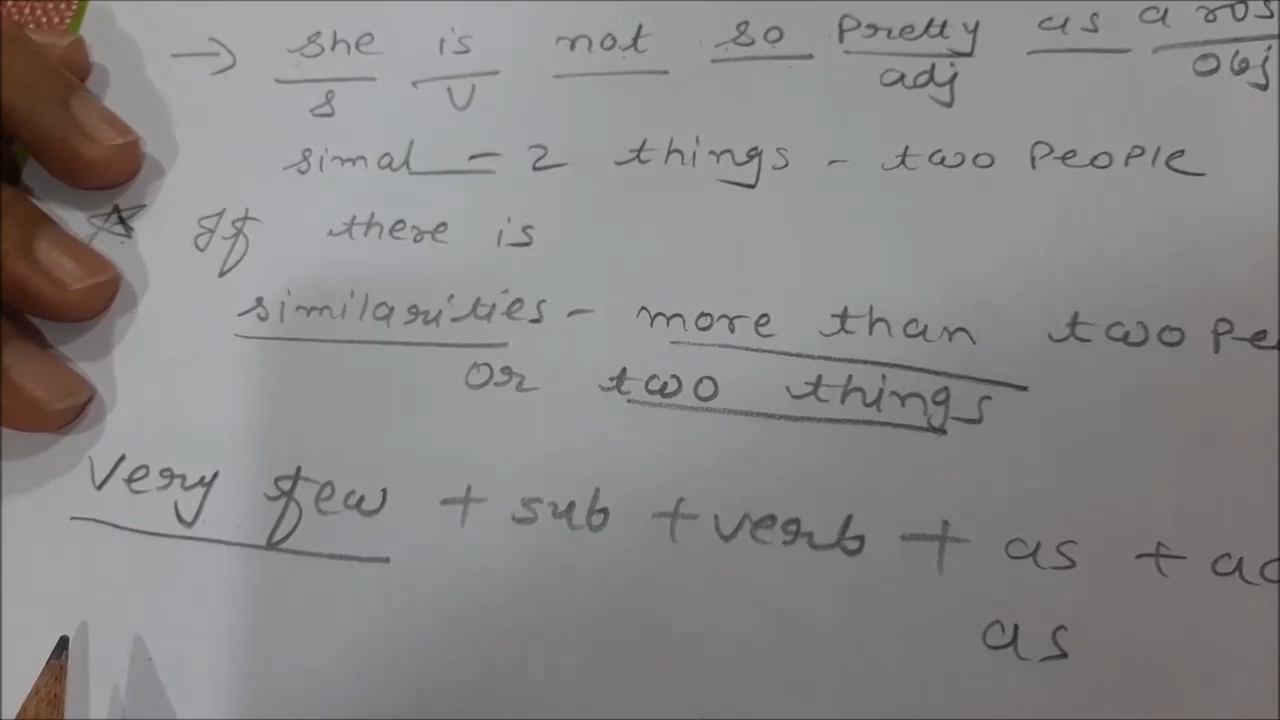 → she is not so Pretty as a ros
S V adj obj
simal = 2 things - two PeoPle
☆ If there is
similarities - more than two Pe
or two things
very few + sub + verb + as + ad
as